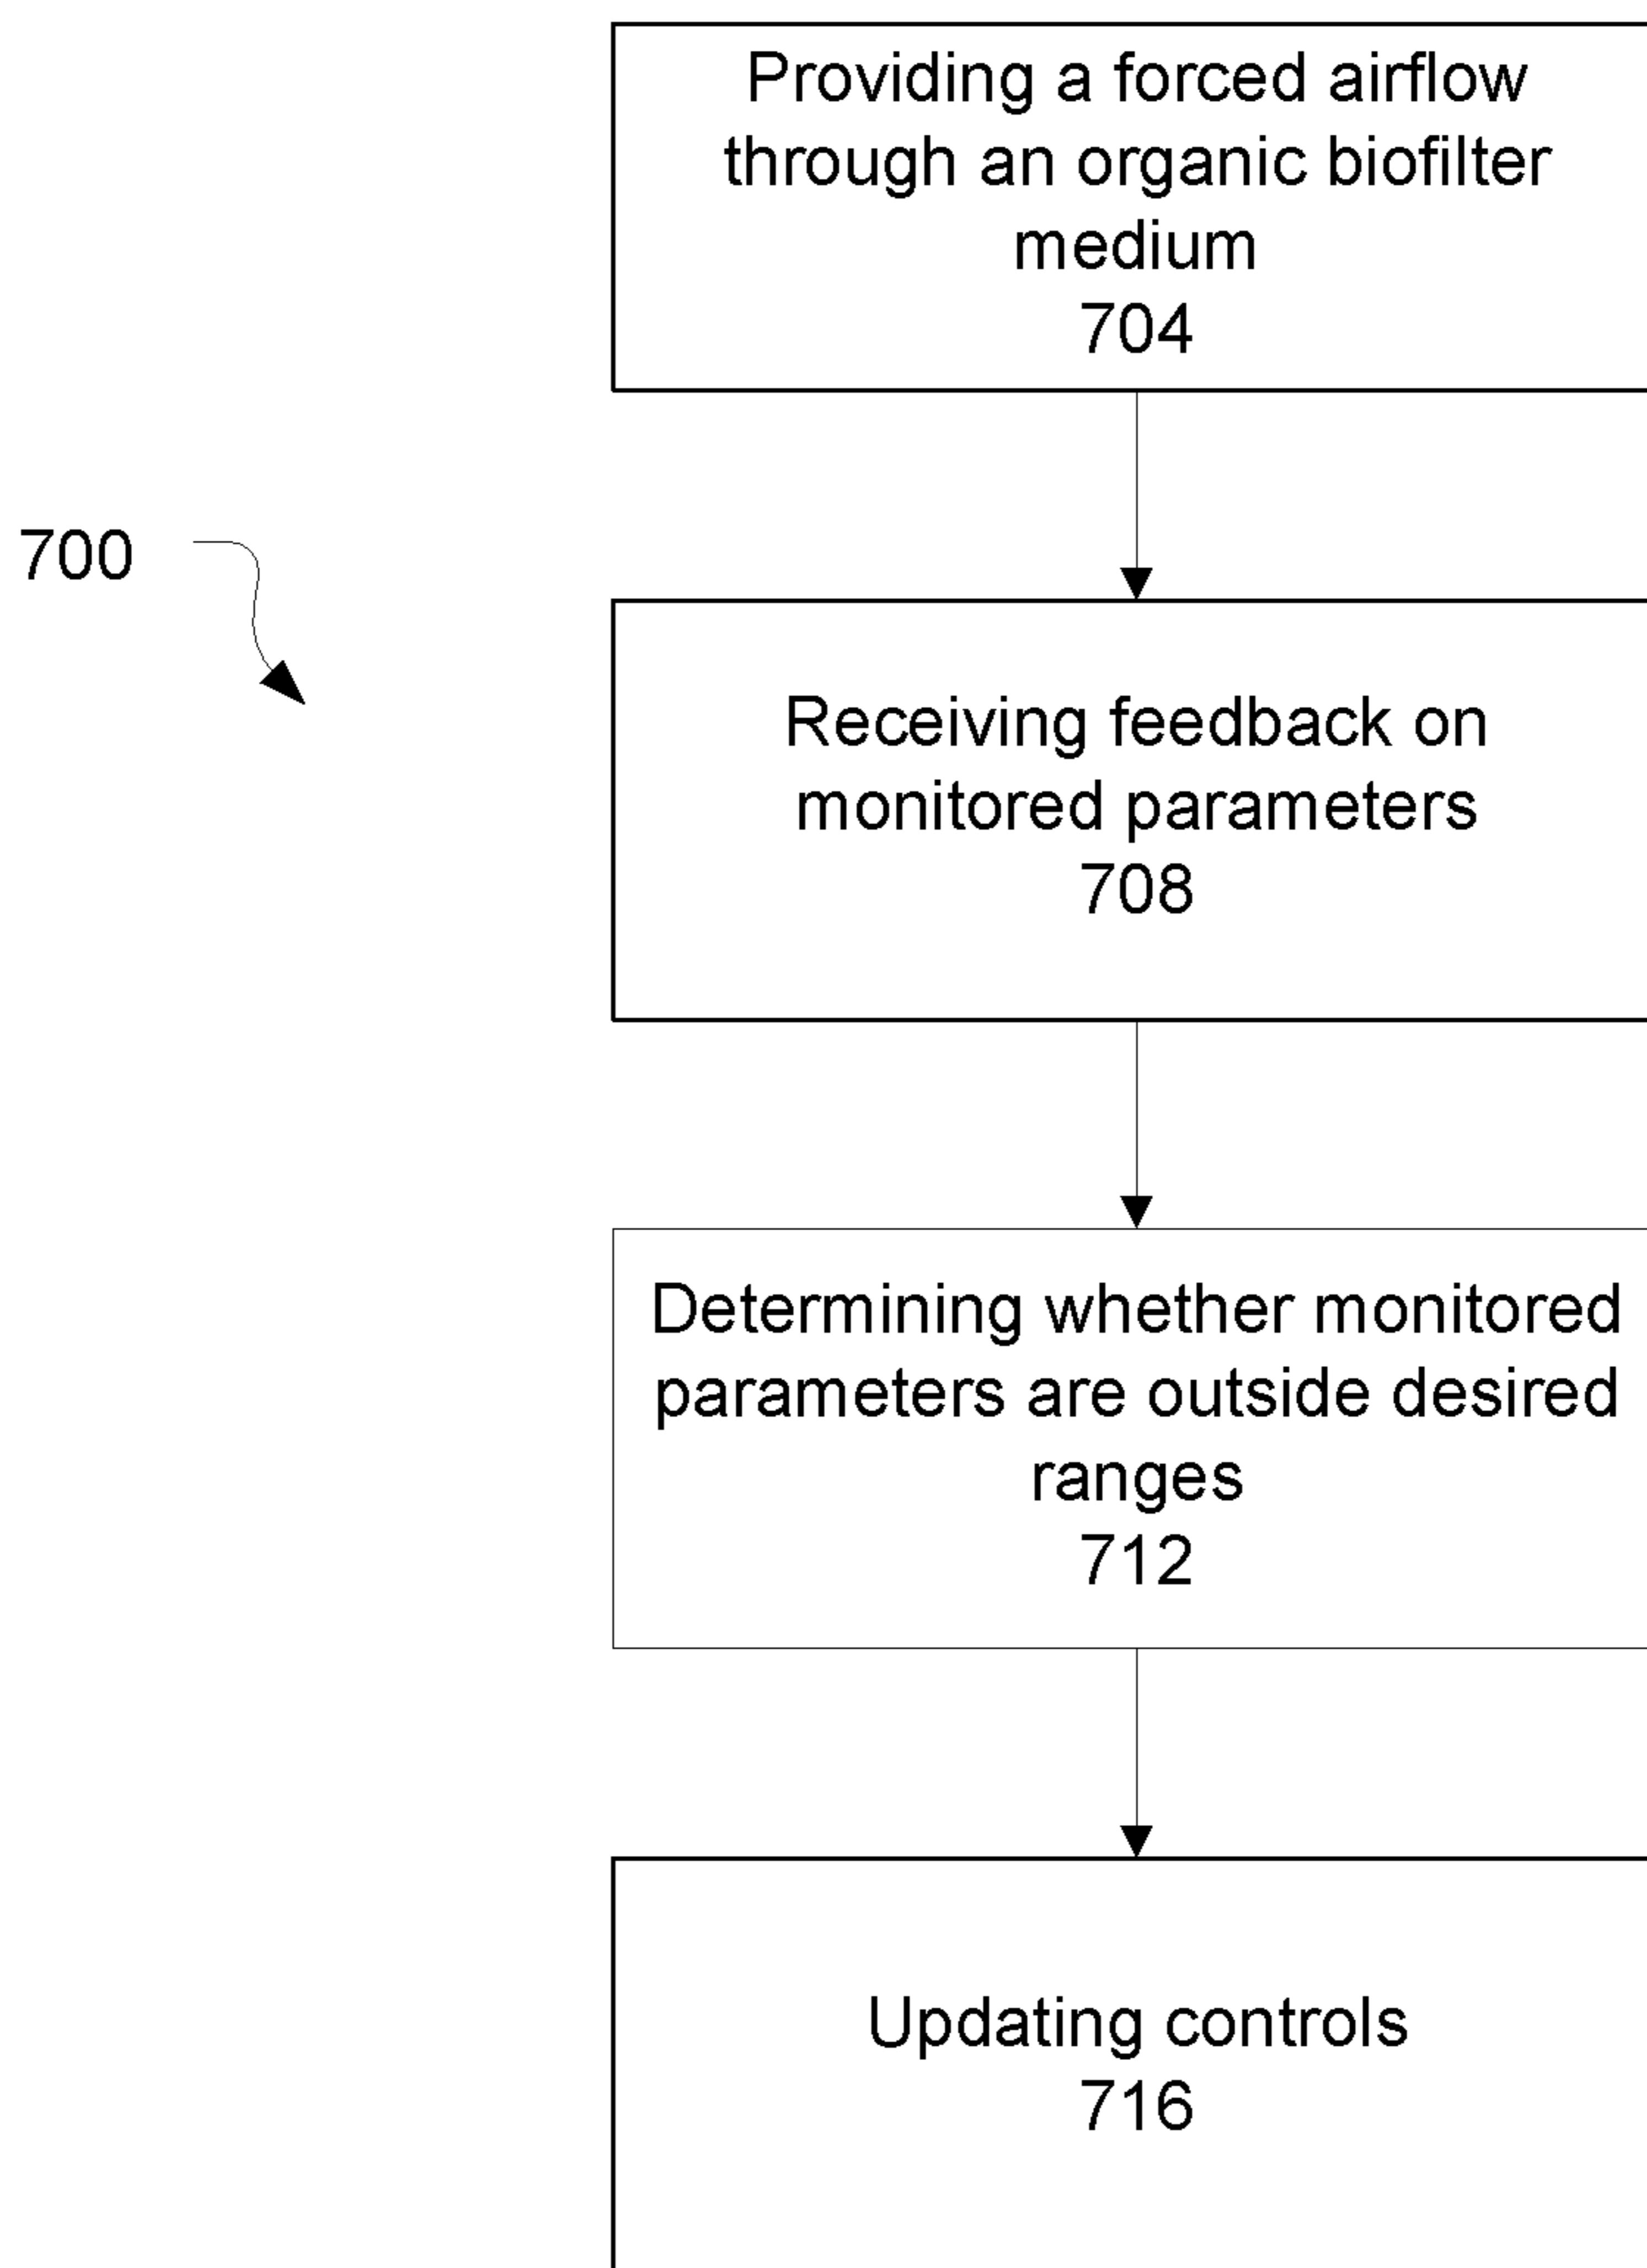 Providing a forced airflow
through an organic biofilter
medium
704
700
Receiving feedback on
monitored parameters
708
Determining whether monitored
parameters are outside desired
ranges
712
Updating controls
716